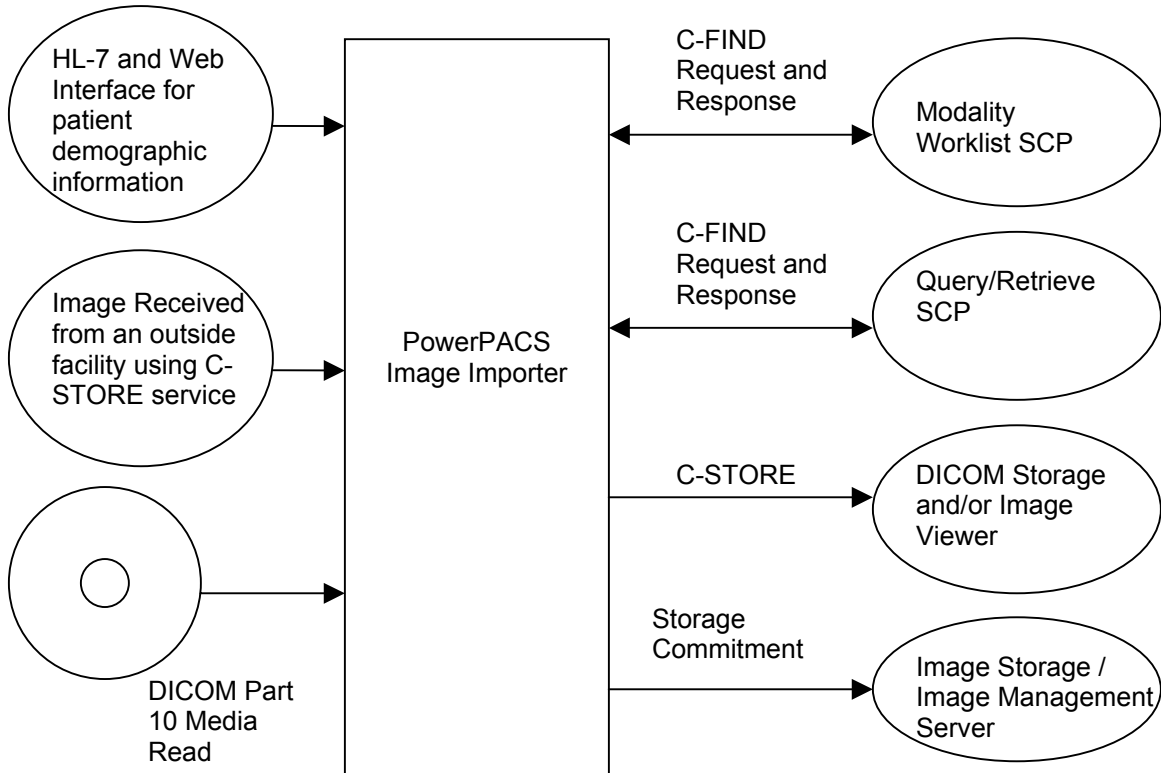 HL-7 and Web
Interface for
patient
demographic
information
Image Received
from an outside
facility using C-
STORE service
DICOM Part
10 Media
Read
PowerPACS
Image Importer
C-FIND
Request and
Response
Modality
Worklist SCP
C-FIND
Request and
Response
Query/Retrieve
SCP
C-STORE
DICOM Storage
and/or Image
Viewer
Storage
Commitment
Image Storage /
Image Management
Server